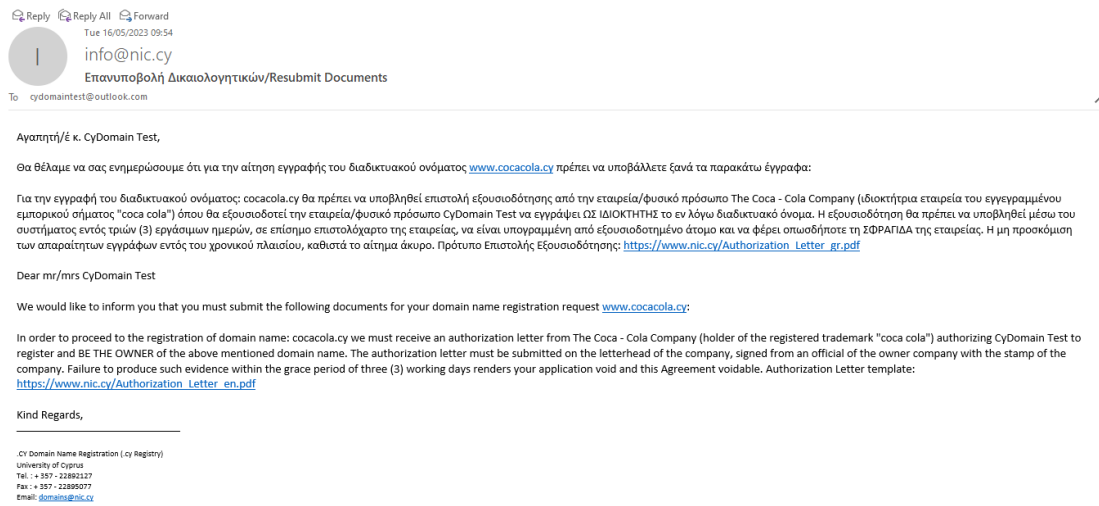 Reply Reply All Forward
Tue 16/05/2023 09:54
I
info@nic.cy
Επανυποβολή Δικαιολογητικών/Resubmit Documents
To cydomaintest@outlook.com
Αγαπητή/έ κ. CyDomain Test,
Θα θέλαμε να σας ενημερώσουμε ότι για την αίτηση εγγραφής του διαδικτυακού ονόματος www.cocacola.cy πρέπει να υποβάλλετε ξανά τα παρακάτω έγγραφα:
Για την εγγραφή του διαδικτυακού ονόματος: cocacola.cy θα πρέπει να υποβληθεί επιστολή εξουσιοδότησης από την εταιρεία/φυσικό πρόσωπο The Coca - Cola Company (ιδιοκτήτρια εταιρεία του εγγεγραμμένου
εμπορικού σήματος "coca cola") όπου θα εξουσιοδοτεί την εταιρεία/φυσικό πρόσωπο CyDomain Test να εγγράψει ΩΣ ΙΔΙΟΚΤΗΤΗΣ το εν λόγω διαδικτυακό όνομα. Η εξουσιοδότηση θα πρέπει να υποβληθεί μέσω του
συστήματος εντός τριών (3) εργάσιμων ημερών, σε επίσημο επιστολόχαρτο της εταιρείας, να είναι υπογραμμένη από εξουσιοδοτημένο άτομο και να φέρει οπωσδήποτε τη ΣΦΡΑΓΙΔΑ της εταιρείας. Η μη προσκόμιση
των απαραίτητων εγγράφων εντός του χρονικού πλαισίου, καθιστά το αίτημα άκυρο. Πρότυπο Επιστολής Εξουσιοδότησης: https://www.nic.cy/Authorization_Letter_gr.pdf
Dear mr/mrs CyDomain Test
We would like to inform you that you must submit the following documents for your domain name registration request www.cocacola.cy:
In order to proceed to the registration of domain name: cocacola.cy we must receive an authorization letter from The Coca - Cola Company (holder of the registered trademark "coca cola") authorizing CyDomain Test to
register and BE THE OWNER of the above mentioned domain name. The authorization letter must be submitted on the letterhead of the company, signed from an official of the owner company with the stamp of the
company. Failure to produce such evidence within the grace period of three (3) working days renders your application void and this Agreement voidable. Authorization Letter template:
https://www.nic.cy/Authorization_Letter_en.pdf
Kind Regards,
.CY Domain Name Registration (.cy Registry)
University of Cyprus
Tel. : + 357 - 22892127
Fax : + 357 - 22895077
Email: domains@nic.cy